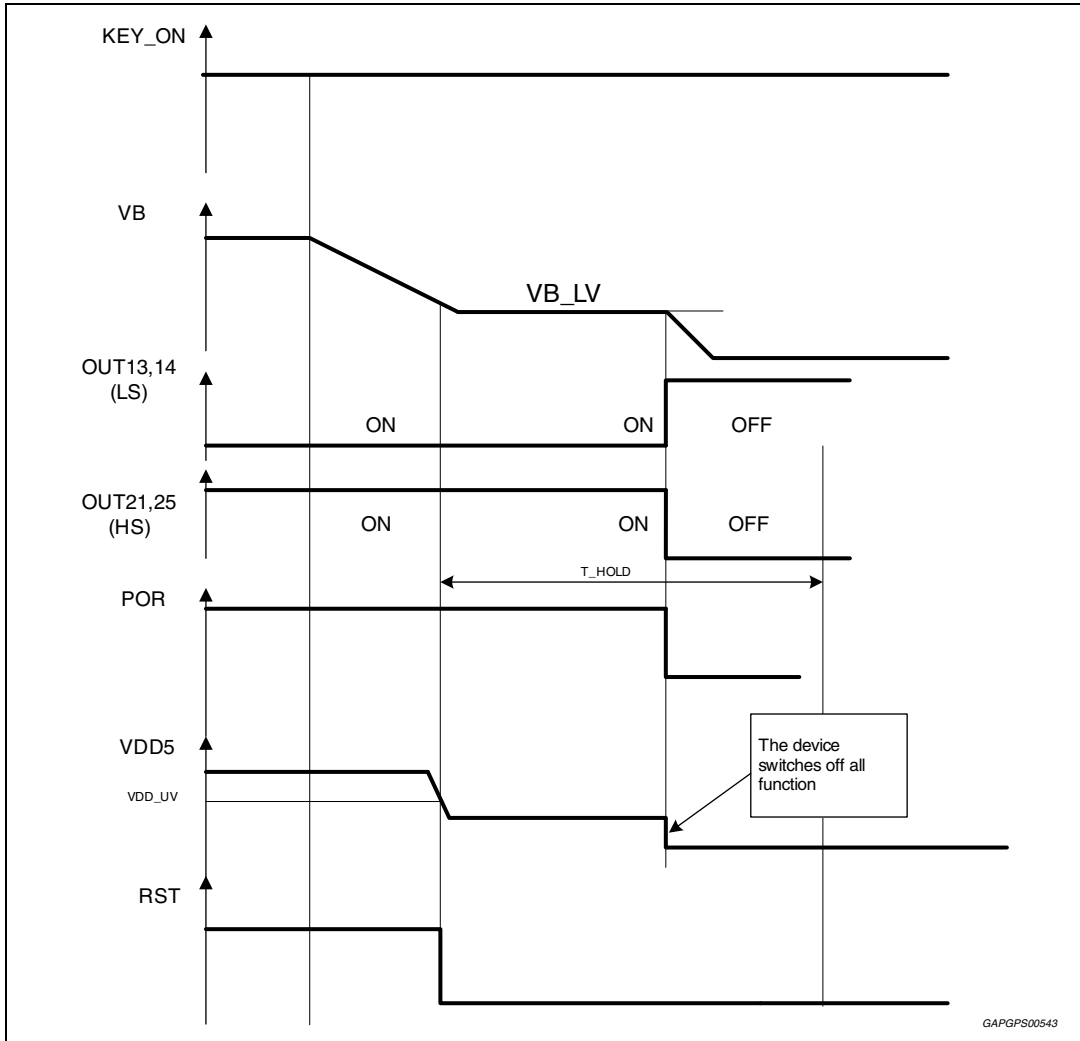 KEY_ON
VB
VB_LV
OUT13,14
(LS)
ON
ON
OFF
OUT21,25
(HS)
ON
ON
OFF
T_HOLD
POR
The device
switches off all
function
VDD5
VDD_UV
RST
GAPGPS00543